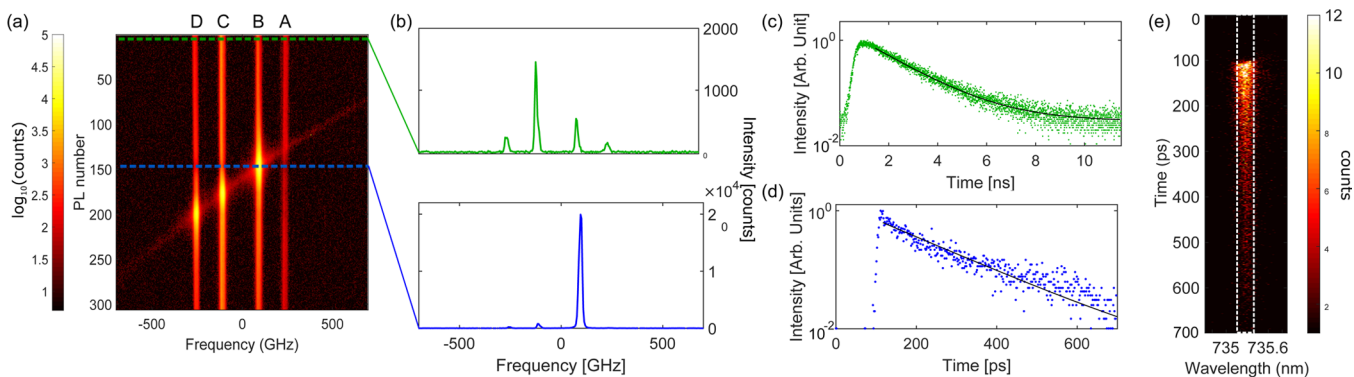 (a)
D C B A
log10(counts)
5
4.5
4
3.5
3
2.5
2
1.5
1
PL number
50
100
150
200
250
300
-500 0 500
Frequency (GHz)
(b)
2000
1000
0
Intensity [counts]
×10⁴
2
0
1
0
-500 0 500
Frequency [GHz]
(c)
Intensity [Arb. Unit]
10⁰
10⁻²
0 2 4 6 8 10
Time [ns]
(d)
Intensity [Arb. Units]
10⁰
10⁻²
0 200 400 600
Time [ps]
(e)
Time (ps)
0
100
200
300
400
500
600
700
735 735.6
Wavelength (nm)
12
10
8
6
4
2
counts